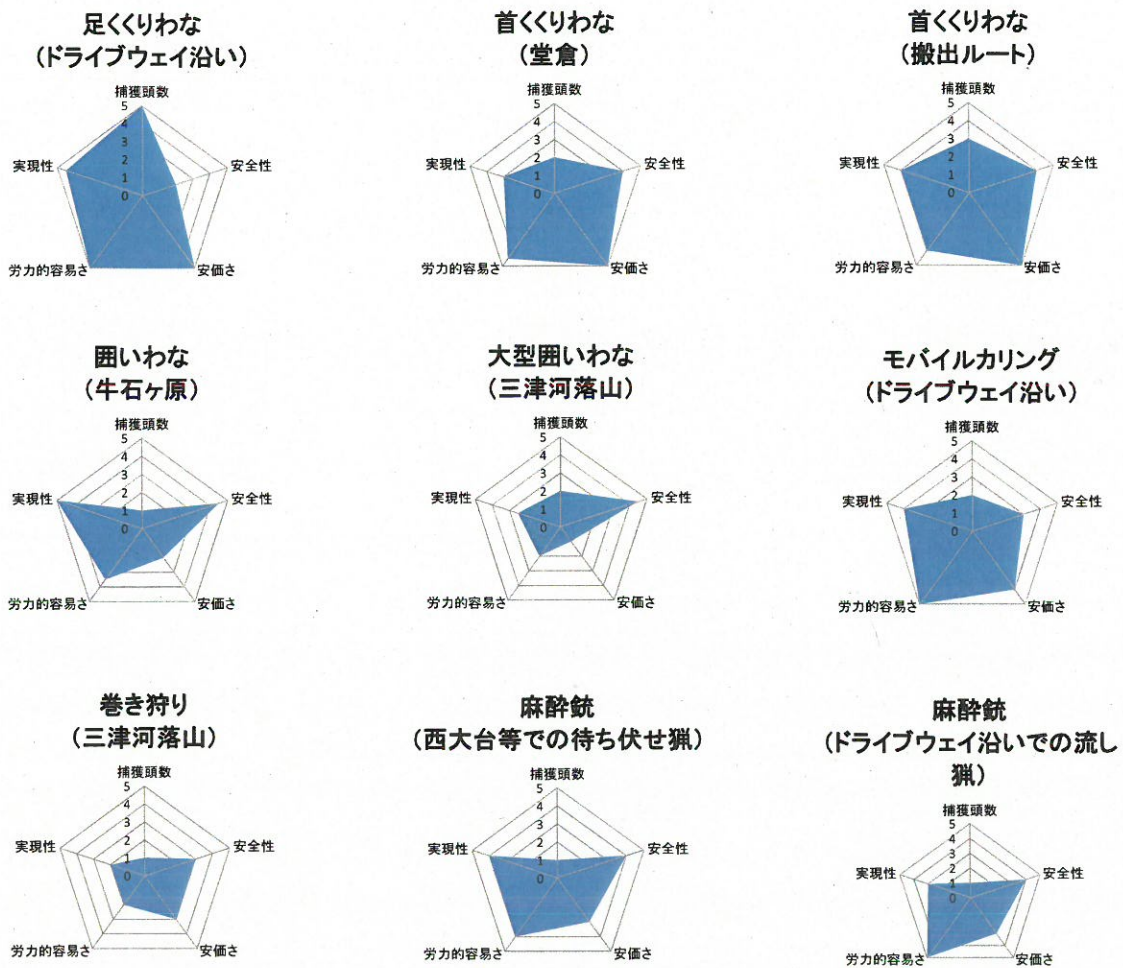 足くくりわな
(ドライブウェイ沿い)
捕獲頭数
5
4
3
2
1
0
実現性
安全性
労力的容易さ
安価さ
首くくりわな
(堂倉)
捕獲頭数
5
4
3
2
1
0
実現性
安全性
労力的容易さ
安価さ
首くくりわな
(搬出ルート)
捕獲頭数
5
4
3
2
1
0
実現性
安全性
労力的容易さ
安価さ
囲いわな
(牛石ヶ原)
捕獲頭数
5
4
3
2
1
0
実現性
安全性
労力的容易さ
安価さ
大型囲いわな
(三津河落山)
捕獲頭数
5
4
3
2
1
0
実現性
安全性
労力的容易さ
安価さ
モバイルカリング
(ドライブウェイ沿い)
捕獲頭数
5
4
3
2
1
0
実現性
安全性
労力的容易さ
安価さ
巻き狩り
(三津河落山)
捕獲頭数
5
4
3
2
1
0
実現性
安全性
労力的容易さ
安価さ
麻酔銃
(西大台等での待ち伏せ猟)
捕獲頭数
5
4
3
2
1
0
実現性
安全性
労力的容易さ
安価さ
麻酔銃
(ドライブウェイ沿いでの流し
猟)
捕獲頭数
5
4
3
2
1
0
実現性
安全性
労力的容易さ
安価さ